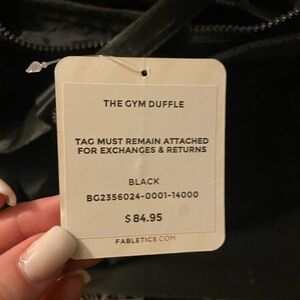 THE GYM DUFFLE
TAG MUST REMAIN ATTACHED
FOR EXCHANGES & RETURNS
BLACK
BG2356024-0001-14000
$84.95
FABLETICS.COM